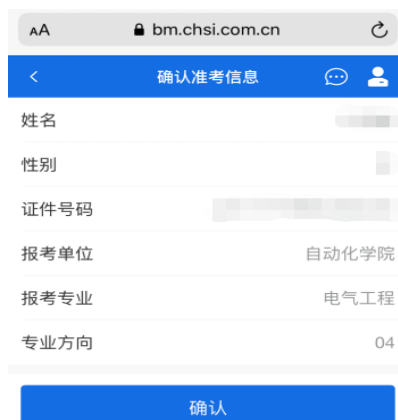 AA bm.chsi.com.cn
确认准考信息
姓名
性别
证件号码
报考单位 自动化学院
报考专业 电气工程
专业方向 04
确认